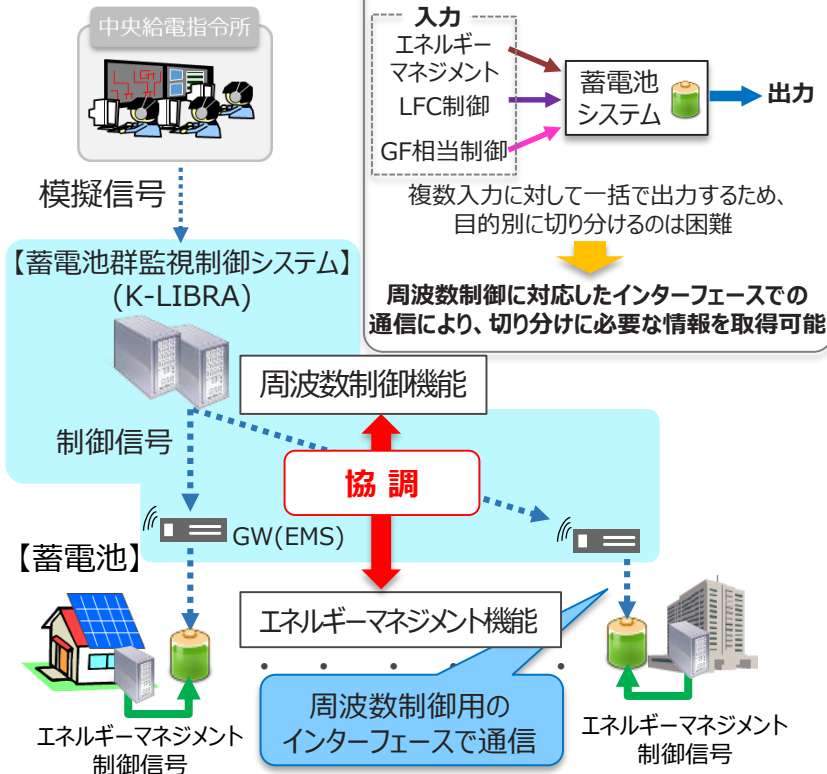 中央給電指令所
模擬信号
【蓄電池群監視制御システム】
(K-LIBRA)
周波数制御機能
制御信号
協 調
GW(EMS)
【蓄電池】
エネルギーマネジメント機能
周波数制御用の
インターフェースで通信
エネルギーマネジメント
制御信号
エネルギーマネジメント
制御信号
入力
エネルギー
マネジメント
LFC制御
GF相当制御
蓄電池
システム
出力
複数入力に対して一括で出力するため、
目的別に切り分けるのは困難
周波数制御に対応したインターフェースでの
通信により、切り分けに必要な情報を取得可能